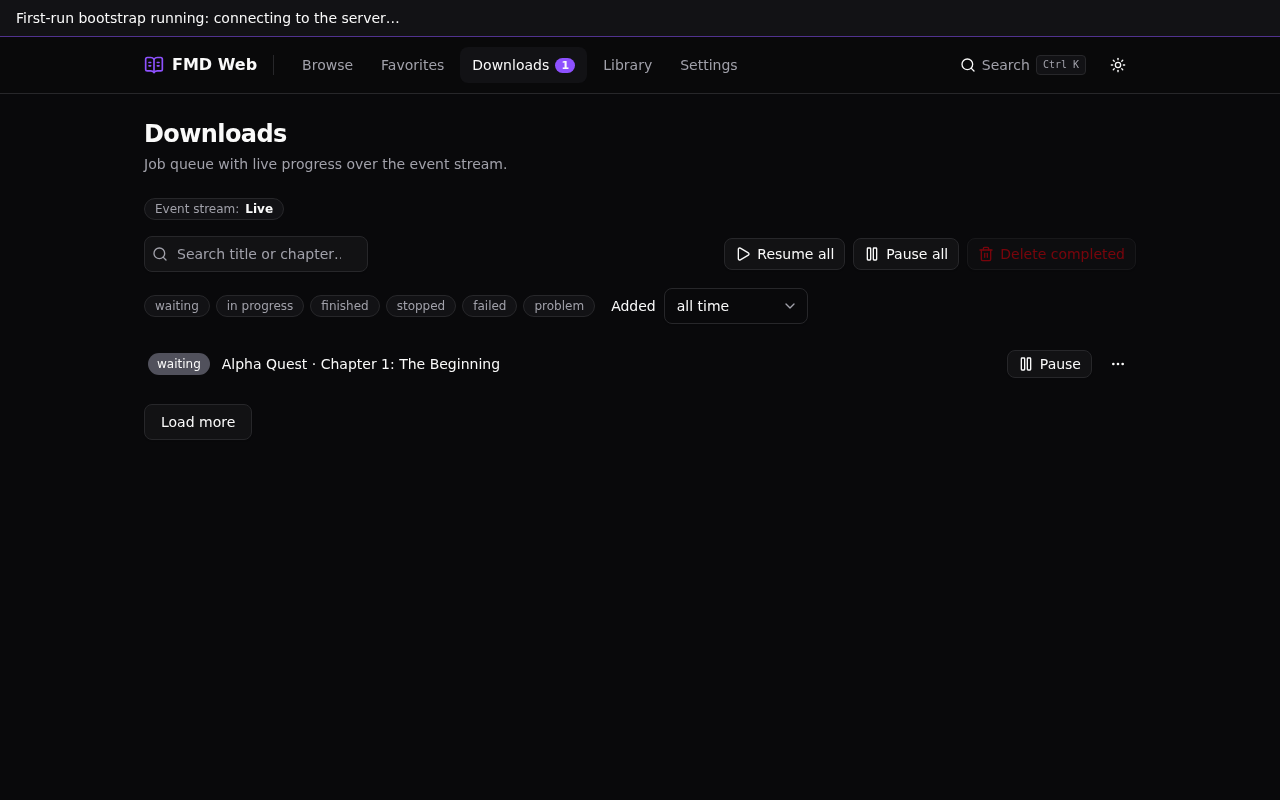 First-run bootstrap running: connecting to the server…
FMD Web Browse Favorites Downloads 1 Library Settings Search Ctrl K
Downloads
Job queue with live progress over the event stream.
Event stream: Live
Search title or chapter… Resume all Pause all Delete completed
waiting in progress finished stopped failed problem Added all time
waiting Alpha Quest · Chapter 1: The Beginning Pause
Load more